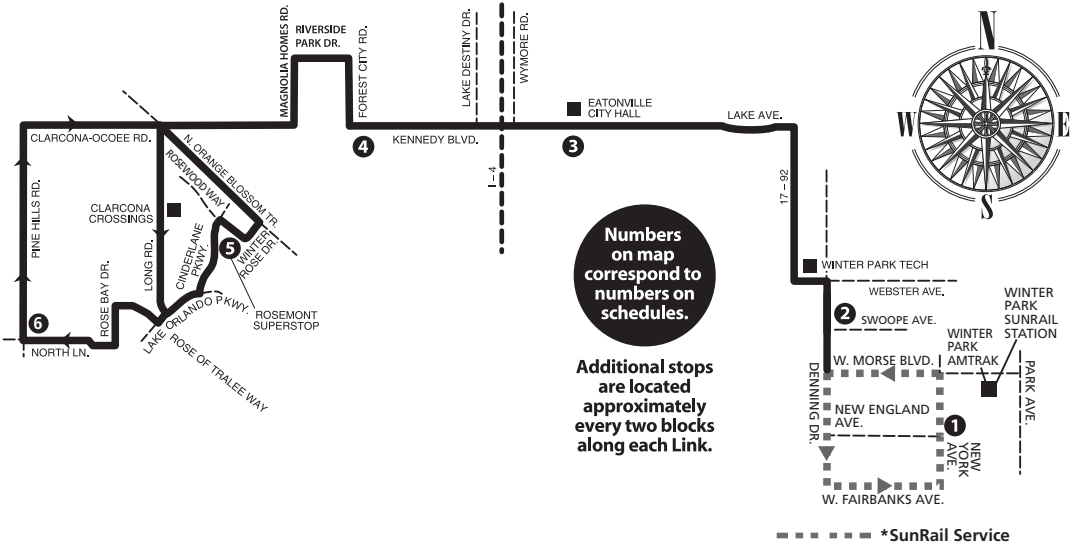 MAGNOLIA HOMES RD.
RIVERSIDE
PARK DR.
FOREST CITY RD.
LAKE DESTINY DR.
WYMORE RD.
N
W
E
S
EATONVILLE
CITY HALL
LAKE AVE.
CLARCONA-OCOEE RD.
4
KENNEDY BLVD.
3
I-4
N. ORANGE BLOSSOM TR.
ROSEWOOD WAY
CLARCONA
CROSSINGS
PINE HILLS RD.
LONG RD.
CINDERLANE
PKWY.
5
WINTER
ROSE DR.
ROSE BAY DR.
LAKE ORLANDO PKWY.
ROSEMONT
SUPERSTOP
6
NORTH LN.
ROSE OF TRALEE WAY
17-92
Numbers
on map
correspond to
numbers on
schedules.
Additional stops
are located
approximately
every two blocks
along each Link.
WINTER PARK TECH
WEBSTER AVE.
2
SWOOPE AVE.
WINTER
PARK
SUNRAIL
STATION
WINTER
PARK
AMTRAK
W. MORSE BLVD.
DENNING DR.
PARK AVE.
NEW ENGLAND
AVE.
1
NEW
YORK
AVE.
W. FAIRBANKS AVE.
*SunRail Service